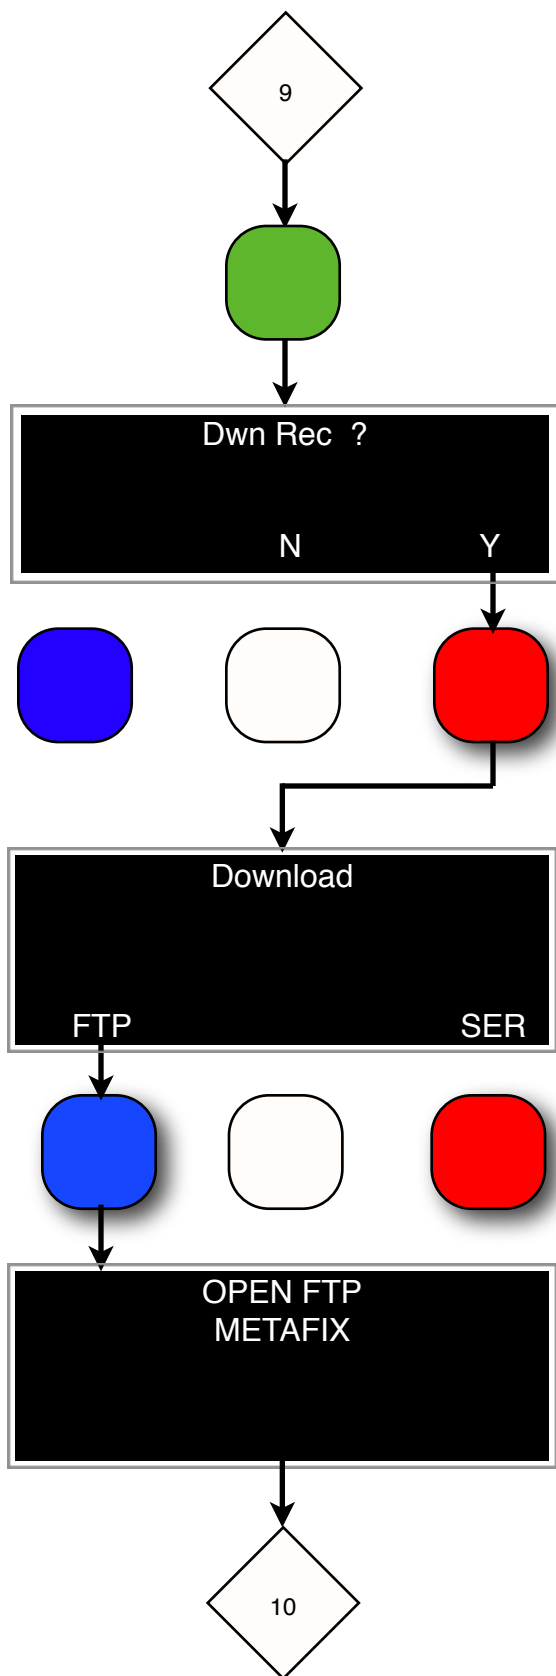 9
Dwn Rec  ?
N Y
Download
FTP SER
OPEN FTP
METAFIX
10